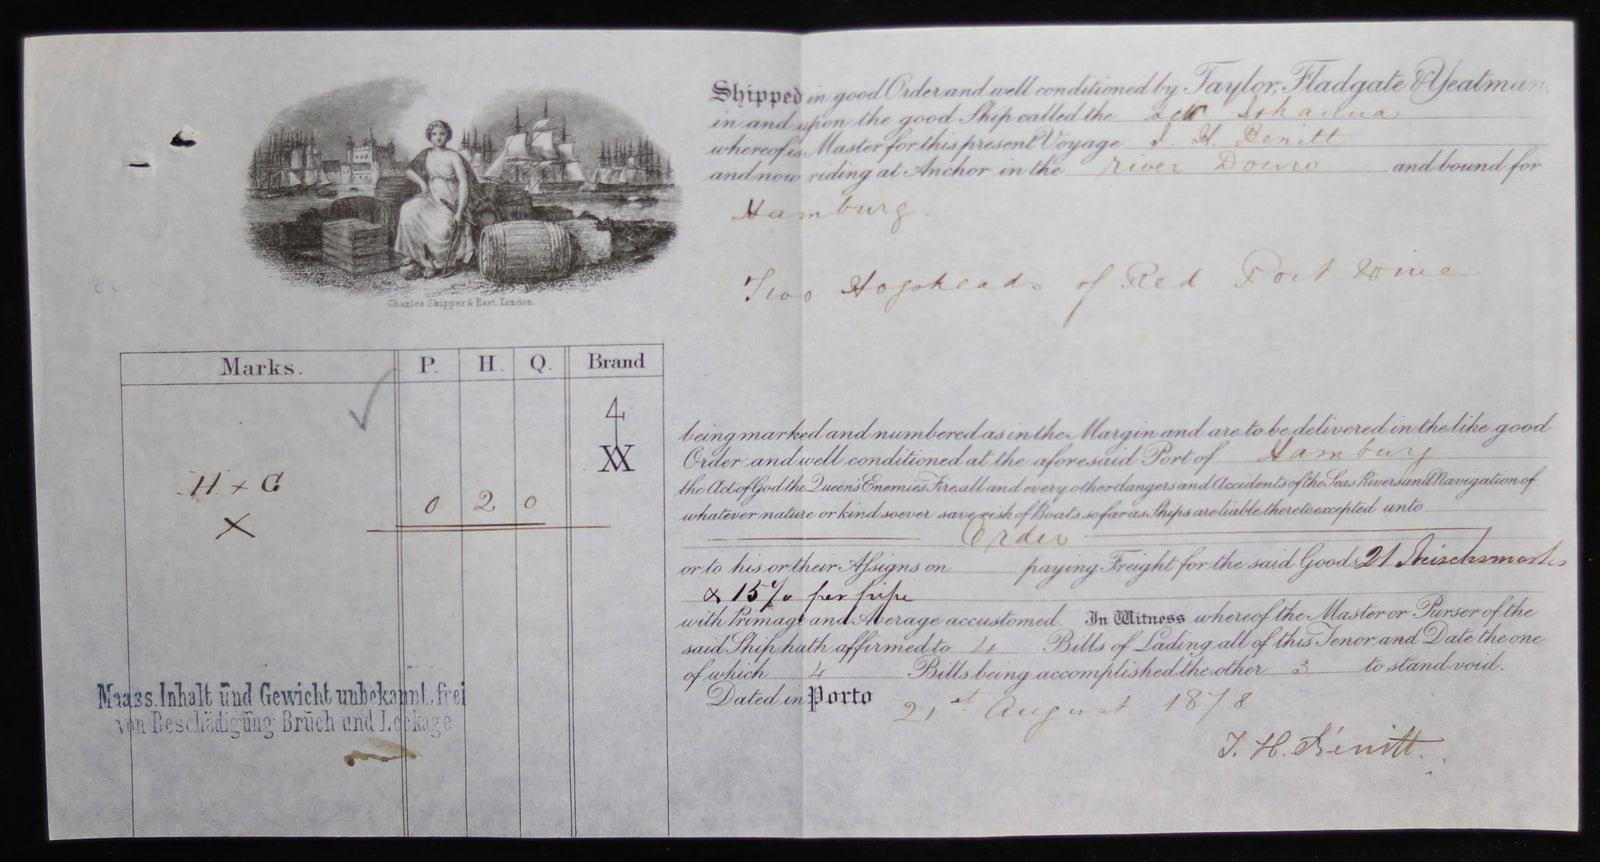 Charles Skipper & East. London.
Marks. P. H. Q. Brand
4
XX
H + G
0 2 0
X
Maass, Inhalt und Gewicht unbekannt, frei
von Beschädigung Bruch und Leckage
Shipped in good Order and well conditioned by Taylor, Fladgate & Yeatman.
in and upon the good Ship called the Johanna
whereof is Master for this present Voyage J. H. Benitt
and now riding at Anchor in the river Douro and bound for
Hamburg.
Two Hogsheads of Red Port Wine
being marked and numbered as in the Margin and are to be delivered in the like good
Order and well conditioned at the aforesaid Port of Hamburg
the Act of God the Queen's Enemies, Fire, all and every other dangers and Accidents of the Seas Rivers and Navigation of
whatever nature or kind soever save risk of Boats so far as Ships are liable thereto excepted unto
Order
or to his or their Assigns on paying Freight for the said Goods 21 Reischsmarks
& 15% per pipe
with Primage and Average accustomed. In Witness whereof the Master or Purser of the
said Ship hath affirmed to 4 Bills of Lading all of this Tenor and Date the one
of which 4 Bills being accomplished the other 3 to stand void.
Dated in Porto 21st August 1878
J. H. Benitt.